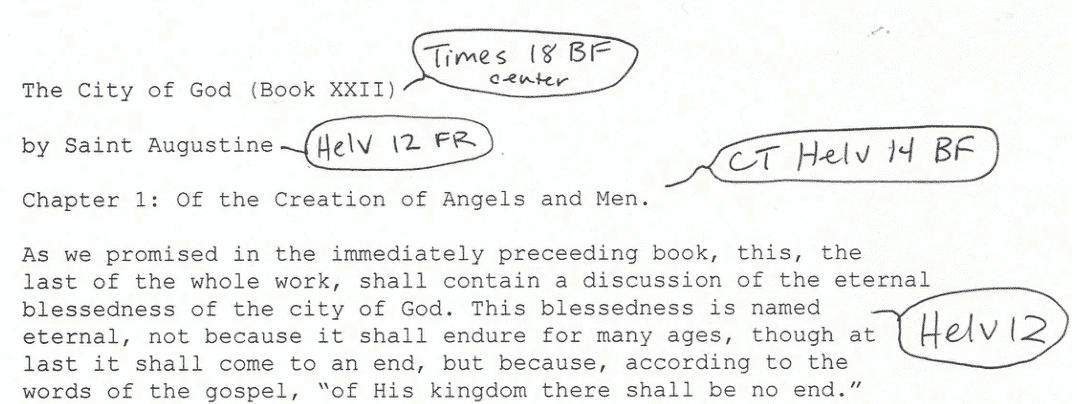 Times 18 BF
center
The City of God (Book XXII)
by Saint Augustine
Helv 12 FR
CT Helv 14 BF
Chapter 1: Of the Creation of Angels and Men.
As we promised in the immediately preceeding book, this, the
last of the whole work, shall contain a discussion of the eternal
blessedness of the city of God. This blessedness is named
eternal, not because it shall endure for many ages, though at
Helv 12
last it shall come to an end, but because, according to the
words of the gospel, “of His kingdom there shall be no end.”